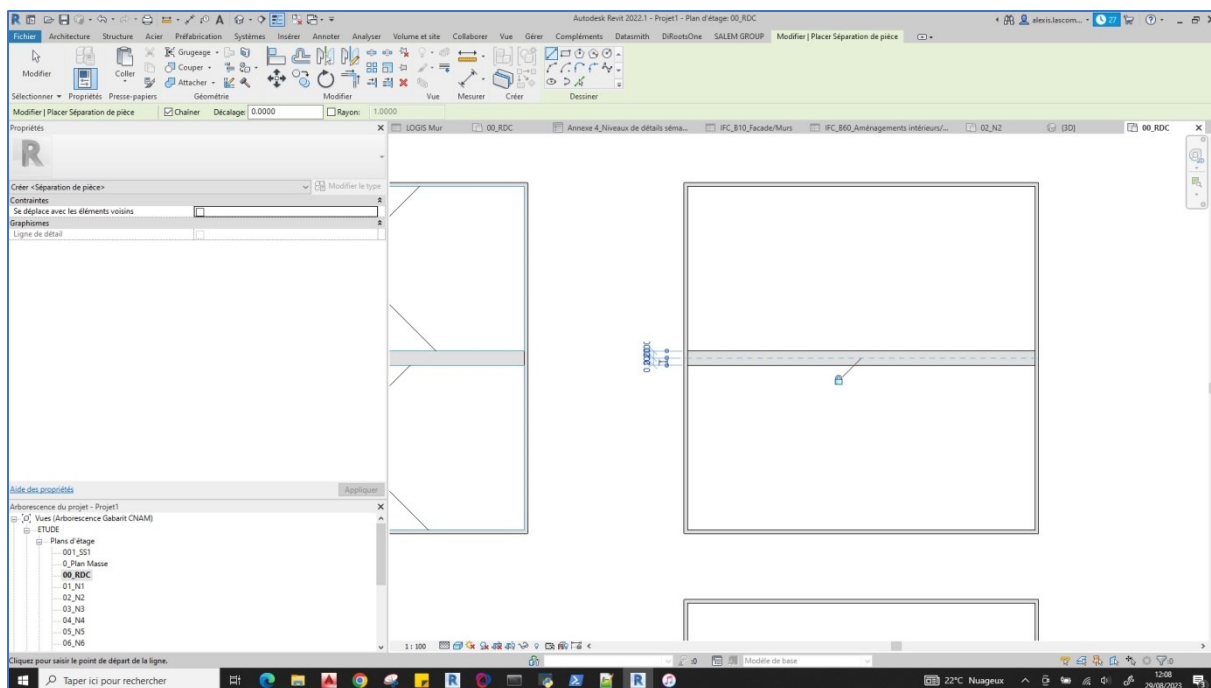 Autodesk Revit 2022.1 - Projet1 - Plan d'étage: 00_RDC
alexis.lescom...
27
Fichier Architecture Structure Acier Préfabrication Systèmes Insérer Annoter Analyser Volume et site Collaborer Vue Gérer Compléments Datasmith DiRootsOne SALEM GROUP Modifier | Placer Séparation de pièce
Modifier
Coller
Grugeage
Couper
Attacher
Sélectionner Propriétés Presse-papiers Géométrie Modifier Vue Mesurer Créer Dessiner
Modifier | Placer Séparation de pièce Chaîner Décalage: 0.0000 Rayon: 1.0000
Propriétés
LOGIS Mur 00_RDC Annexe 4_Niveaux de détails séma... IFC_B10_Facade/Murs IFC_B60_Aménagements intérieurs/... 02_N2 {3D} 00_RDC
R
Créer <Séparation de pièce> Modifier le type
Contraintes
Se déplace avec les éléments voisins
Graphismes
Ligne de détail
Aide des propriétés Appliquer
Arborescence du projet - Projet1
Vues (Arborescence Gabarit CNAM)
ETUDE
Plans d'étage
001_SS1
0_Plan Masse
00_RDC
01_N1
02_N2
03_N3
04_N4
05_N5
06_N6
1 : 100
Cliquez pour saisir le point de départ de la ligne. :0 Modèle de base :0
Taper ici pour rechercher
22°C Nuageux
12:08
29/08/2023